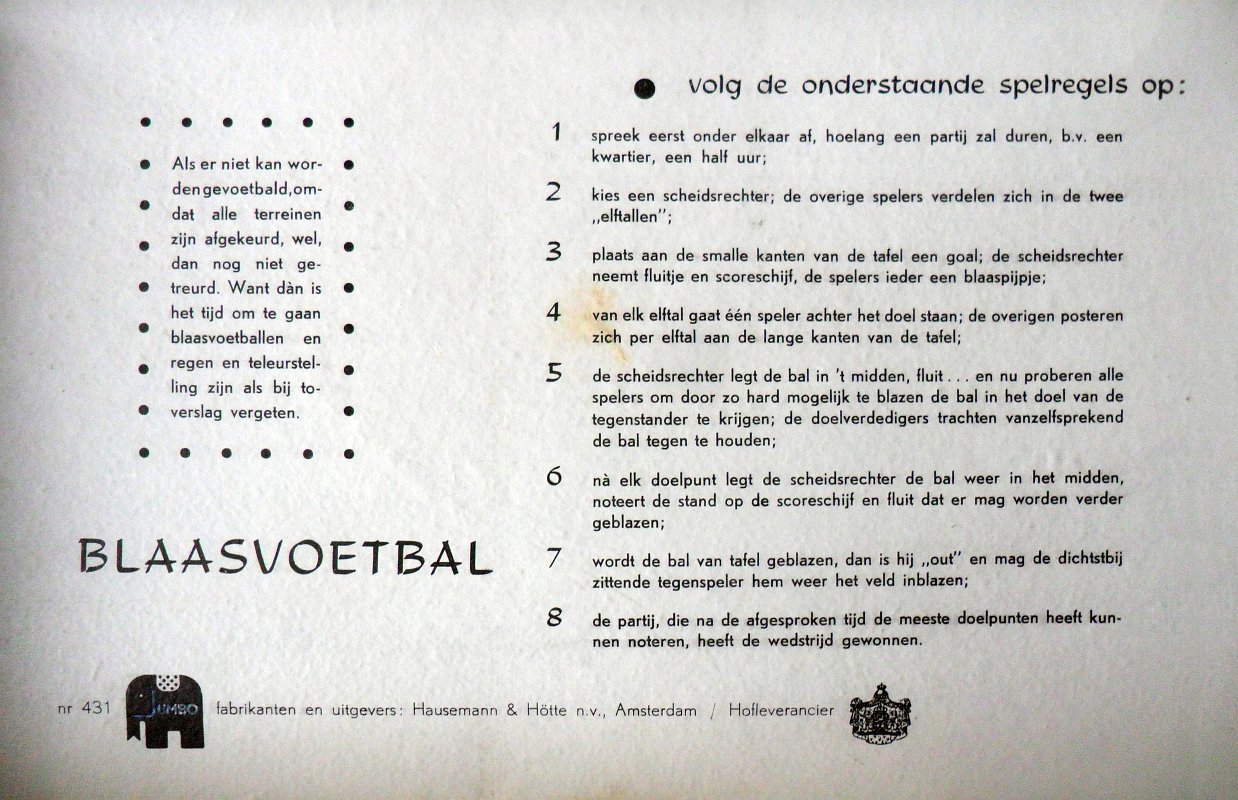 Als er niet kan wor-
den gevoetbald, om-
dat alle terreinen
zijn afgekeurd, wel,
dan nog niet ge-
treurd. Want dàn is
het tijd om te gaan
blaasvoetballen en
regen en teleurstel-
ling zijn als bij to-
verslag vergeten.
BLAASVOETBAL
● volg de onderstaande spelregels op:
1 spreek eerst onder elkaar af, hoelang een partij zal duren, b.v. een
kwartier, een half uur;
2 kies een scheidsrechter; de overige spelers verdelen zich in de twee
„elftallen";
3 plaats aan de smalle kanten van de tafel een goal; de scheidsrechter
neemt fluitje en scoreschijf, de spelers ieder een blaaspijpje;
4 van elk elftal gaat één speler achter het doel staan; de overigen posteren
zich per elftal aan de lange kanten van de tafel;
5 de scheidsrechter legt de bal in 't midden, fluit... en nu proberen alle
spelers om door zo hard mogelijk te blazen de bal in het doel van de
tegenstander te krijgen; de doelverdedigers trachten vanzelfsprekend
de bal tegen te houden;
6 nà elk doelpunt legt de scheidsrechter de bal weer in het midden,
noteert de stand op de scoreschijf en fluit dat er mag worden verder
geblazen;
7 wordt de bal van tafel geblazen, dan is hij „out" en mag de dichtstbij
zittende tegenspeler hem weer het veld inblazen;
8 de partij, die na de afgesproken tijd de meeste doelpunten heeft kun-
nen noteren, heeft de wedstrijd gewonnen.
nr 431 JUMBO fabrikanten en uitgevers: Hausemann & Hötte n.v., Amsterdam / Hofleverancier